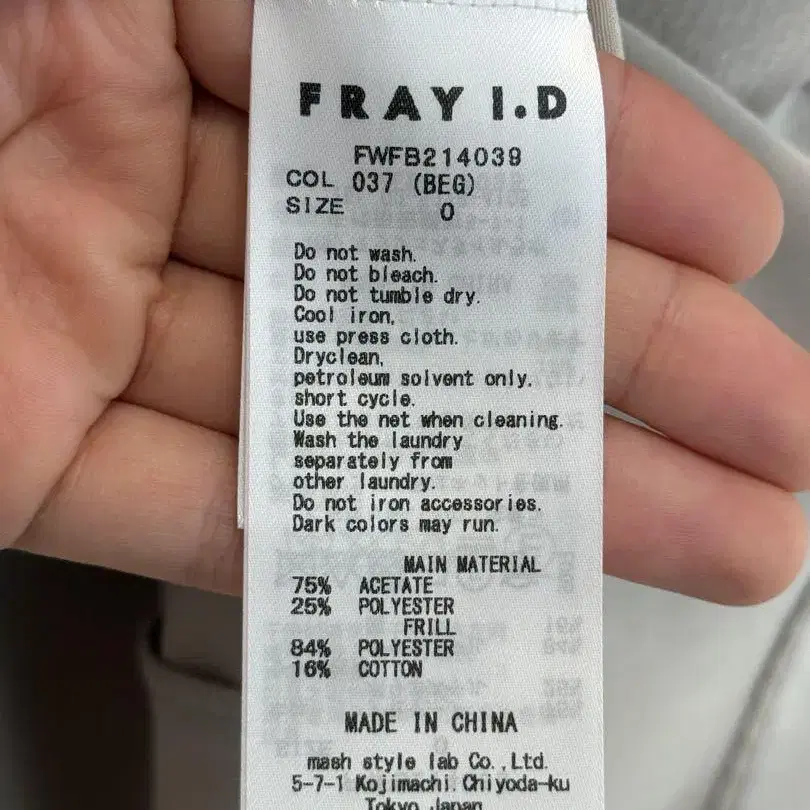 FRAY I.D
FWFB214039
COL 037 (BEG)
SIZE 0
Do not wash.
Do not bleach.
Do not tumble dry.
Cool iron,
use press cloth.
Dryclean,
petroleum solvent only,
short cycle.
Use the net when cleaning.
Wash the laundry
separately from
other laundry.
Do not iron accessories.
Dark colors may run.
MAIN MATERIAL
75% ACETATE
25% POLYESTER
FRILL
84% POLYESTER
16% COTTON
MADE IN CHINA
mash style lab Co.,Ltd.
5-7-1 Kojimachi.Chiyoda-ku
Tokyo Japan